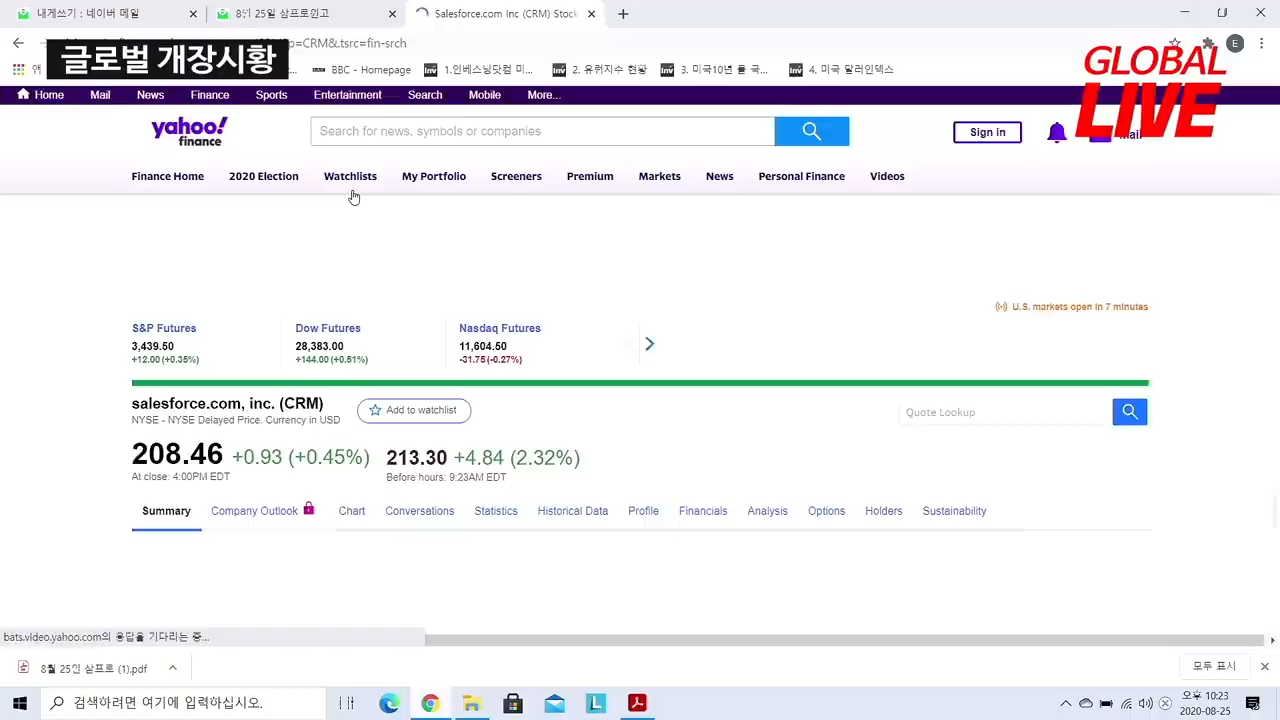 내게쓰기 : 네이버 메일
8월 25일 삼프로원고
Salesforce.com Inc (CRM) Stock
p=CRM&.tsrc=fin-srch
E
글로벌 개장시황
GLOBAL
LIVE
BBC - Homepage
1.인베스닝닷컴 미...
2. 유럽지수 현황
3. 미국10년 율 국...
4. 미국 달러인덱스
Home Mail News Finance Sports Entertainment Search Mobile More...
yahoo!
finance
Search for news, symbols or companies
Sign in
Mail
Finance Home 2020 Election Watchlists My Portfolio Screeners Premium Markets News Personal Finance Videos
U.S. markets open in 7 minutes
S&P Futures
3,439.50
+12.00 (+0.35%)
Dow Futures
28,383.00
+144.00 (+0.51%)
Nasdaq Futures
11,604.50
-31.75 (-0.27%)
salesforce.com, inc. (CRM)
NYSE - NYSE Delayed Price. Currency in USD
Add to watchlist
Quote Lookup
208.46 +0.93 (+0.45%)
At close: 4:00PM EDT
213.30 +4.84 (2.32%)
Before hours: 9:23AM EDT
Summary Company Outlook Chart Conversations Statistics Historical Data Profile Financials Analysis Options Holders Sustainability
bats.video.yahoo.com의 응답을 기다리는 중...
8월 25인 삼프로 (1).pdf
모두 표시
검색하려면 여기에 입력하십시오.
오후 10:23
2020-08-25